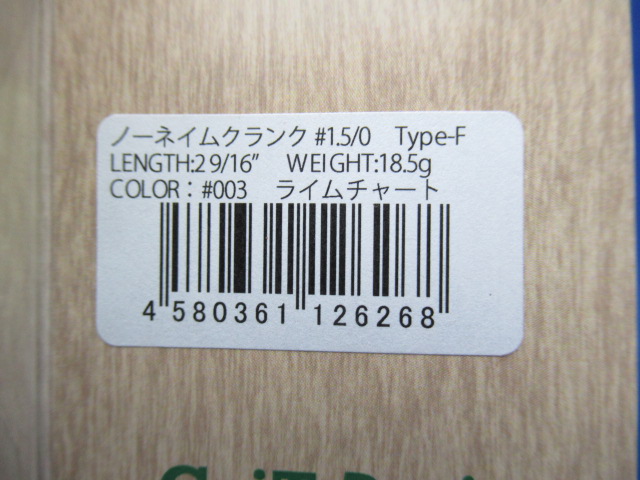 ノーネイムクランク #1.5/0 Type-F
LENGTH:2 9/16" WEIGHT:18.5g
COLOR：#003 ライムチャート
4 580361 126268